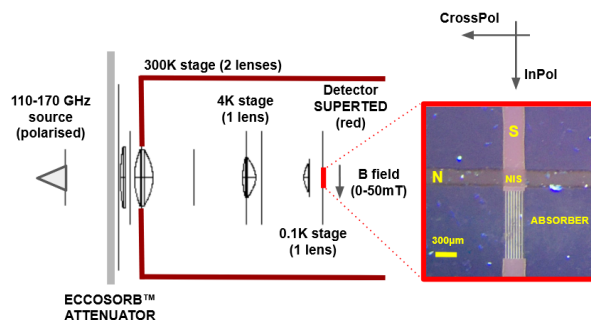 CrossPol
InPol
300K stage (2 lenses)
110-170 GHz
source
(polarised)
4K stage
(1 lens)
Detector
SUPERTED
(red)
B field
(0-50mT)
0.1K stage
(1 lens)
ECCOSORB™
ATTENUATOR
S
N
NIS
ABSORBER
300μm